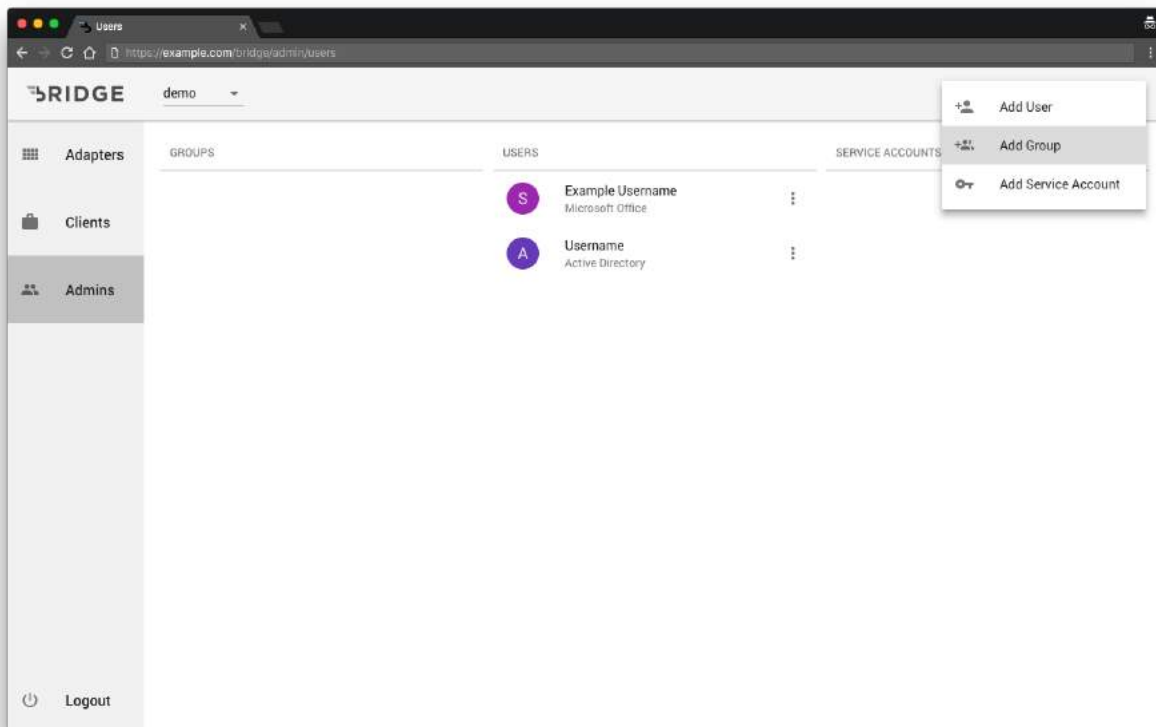 Users
https://example.com/bridge/admin/users
BRIDGE
demo
Add User
Add Group
Add Service Account
Adapters
Clients
Admins
Logout
GROUPS
USERS
SERVICE ACCOUNTS
S
Example Username
Microsoft Office
A
Username
Active Directory